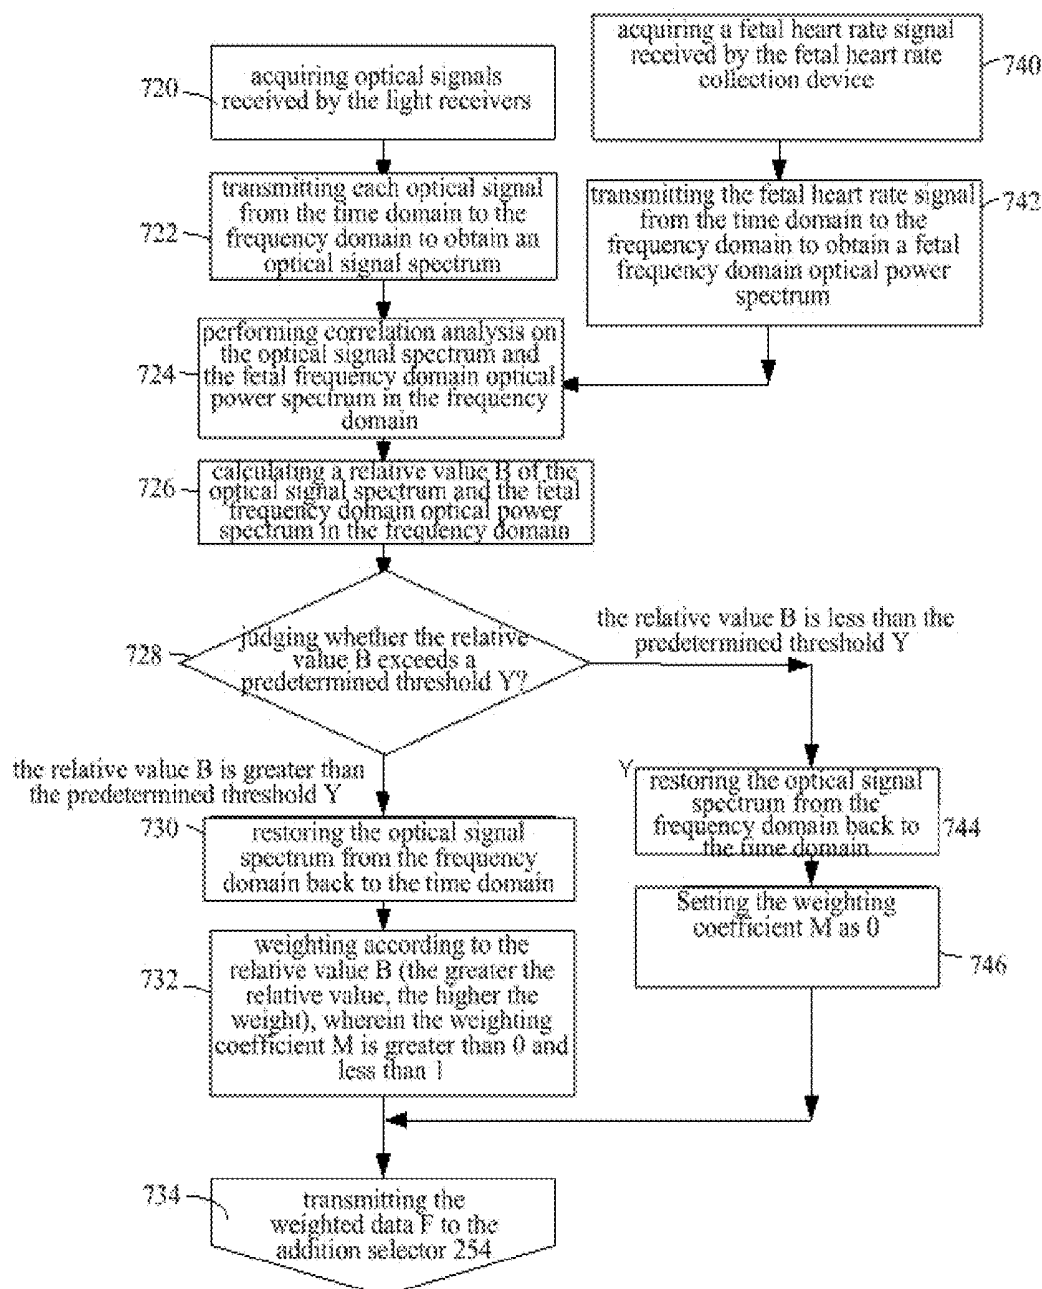 720
acquiring optical signals
received by the light receivers
acquiring a fetal heart rate signal
received by the fetal heart rate
collection device
740
722
transmitting each optical signal
from the time domain to the
frequency domain to obtain an
optical signal spectrum
transmitting the fetal heart rate signal
from the time domain to the
frequency domain to obtain a fetal
frequency domain optical power
spectrum
742
724
performing correlation analysis on
the optical signal spectrum and
the fetal frequency domain optical
power spectrum in the frequency
domain
726
calculating a relative value B of the
optical signal spectrum and the fetal
frequency domain optical power
spectrum in the frequency domain
728
judging whether the relative
value B exceeds a
predetermined threshold Y?
the relative value B is less than the
predetermined threshold Y
the relative value B is greater than
the predetermined threshold Y
730
restoring the optical signal
spectrum from the frequency
domain back to the time domain
Y
restoring the optical signal
spectrum from the
frequency domain back to
the time domain
744
732
weighting according to the
relative value B (the greater the
relative value, the higher the
weight), wherein the weighting
coefficient M is greater than 0 and
less than 1
Setting the weighting
coefficient M as 0
746
734
transmitting the
weighted data F to the
addition selector 254